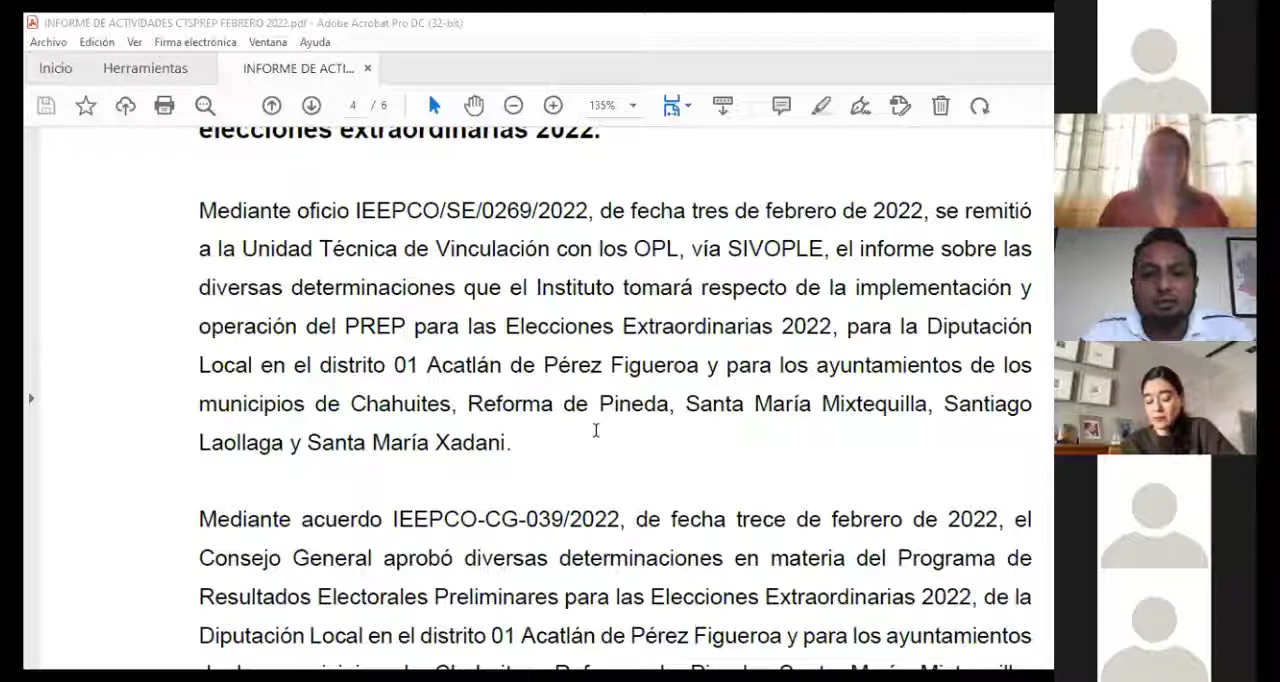 INFORME DE ACTIVIDADES CTSPREP FEBRERO 2022.pdf - Adobe Acrobat Pro DC (32-bit)
Archivo Edición Ver Firma electrónica Ventana Ayuda
Inicio Herramientas INFORME DE ACTI... ×
4 / 6 135%
elecciones extraordinarias 2022.
Mediante oficio IEEPCO/SE/0269/2022, de fecha tres de febrero de 2022, se remitió
a la Unidad Técnica de Vinculación con los OPL, vía SIVOPLE, el informe sobre las
diversas determinaciones que el Instituto tomará respecto de la implementación y
operación del PREP para las Elecciones Extraordinarias 2022, para la Diputación
Local en el distrito 01 Acatlán de Pérez Figueroa y para los ayuntamientos de los
municipios de Chahuites, Reforma de Pineda, Santa María Mixtequilla, Santiago
Laollaga y Santa María Xadani.
Mediante acuerdo IEEPCO-CG-039/2022, de fecha trece de febrero de 2022, el
Consejo General aprobó diversas determinaciones en materia del Programa de
Resultados Electorales Preliminares para las Elecciones Extraordinarias 2022, de la
Diputación Local en el distrito 01 Acatlán de Pérez Figueroa y para los ayuntamientos